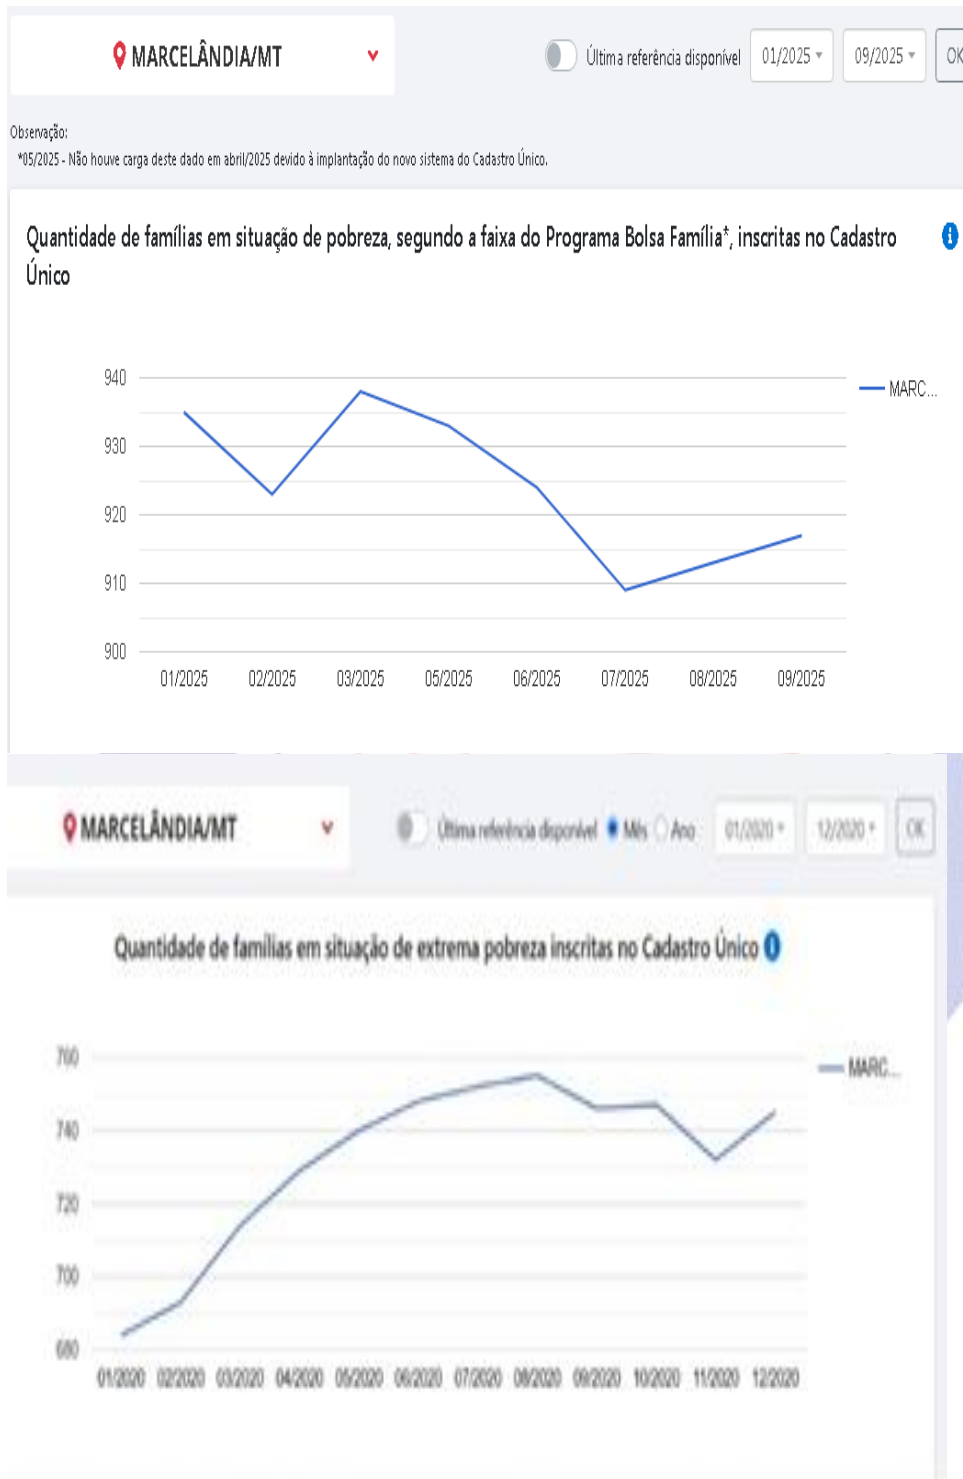 MARCELÂNDIA/MT
Última referência disponível 01/2025 09/2025 OK
Observação:
*05/2025 - Não houve carga deste dado em abril/2025 devido à implantação do novo sistema do Cadastro Único.
Quantidade de famílias em situação de pobreza, segundo a faixa do Programa Bolsa Família*, inscritas no Cadastro
Único
940
MARC...
930
920
910
900
01/2025 02/2025 03/2025 05/2025 06/2025 07/2025 08/2025 09/2025
MARCELÂNDIA/MT
Última referência disponível Mês Ano 01/2020 12/2020 OK
Quantidade de famílias em situação de extrema pobreza inscritas no Cadastro Único
760
MARC...
740
720
700
680
01/2020 02/2020 03/2020 04/2020 05/2020 06/2020 07/2020 08/2020 09/2020 10/2020 11/2020 12/2020